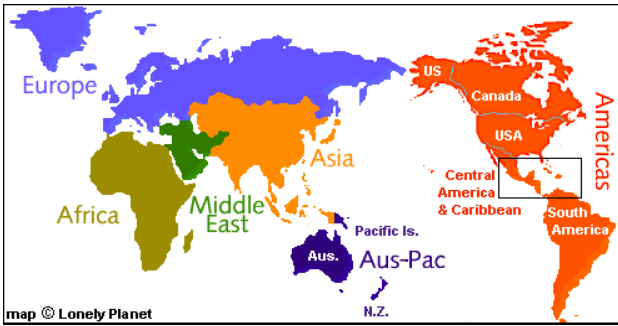 Europe
US
Canada
USA
Americas
Asia
Central
America
& Caribbean
Africa
Middle
East
South
America
Pacific Is.
Aus.
Aus-Pac
N.Z.
map © Lonely Planet